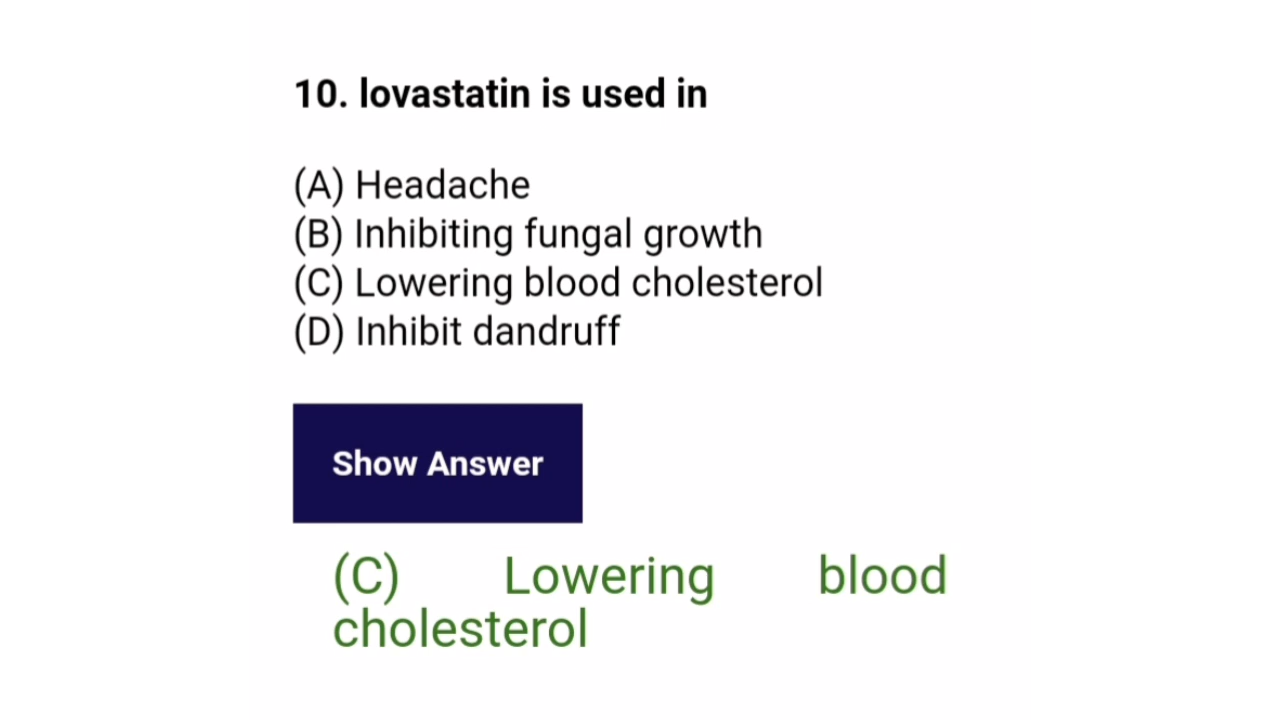 10. lovastatin is used in
(A) Headache
(B) Inhibiting fungal growth
(C) Lowering blood cholesterol
(D) Inhibit dandruff
Show Answer
(C) Lowering blood
cholesterol